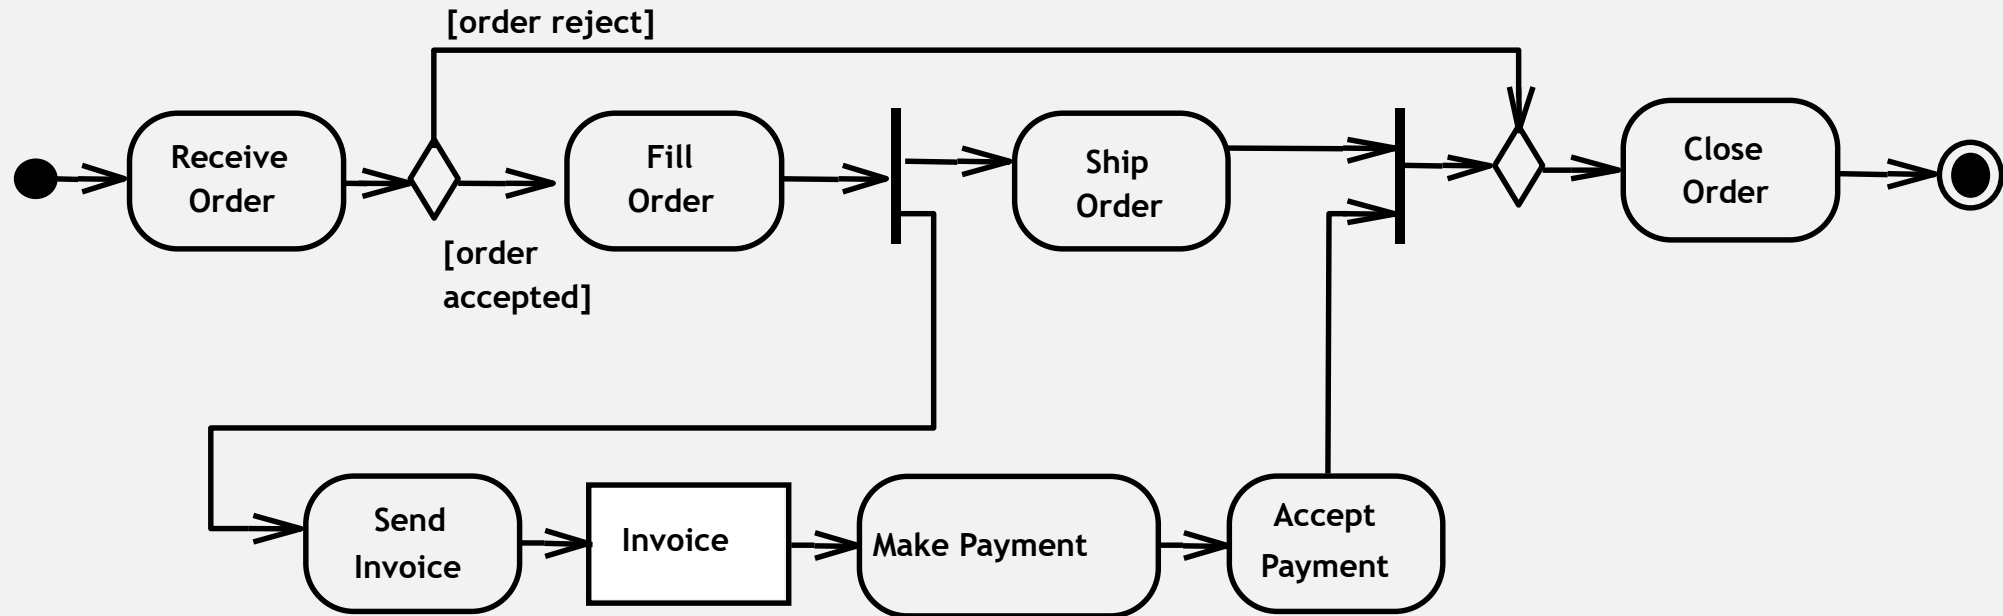 [order reject]
Receive
Order
Fill
Order
Ship
Order
Close
Order
[order
accepted]
Send
Invoice
Invoice
Make Payment
Accept
Payment